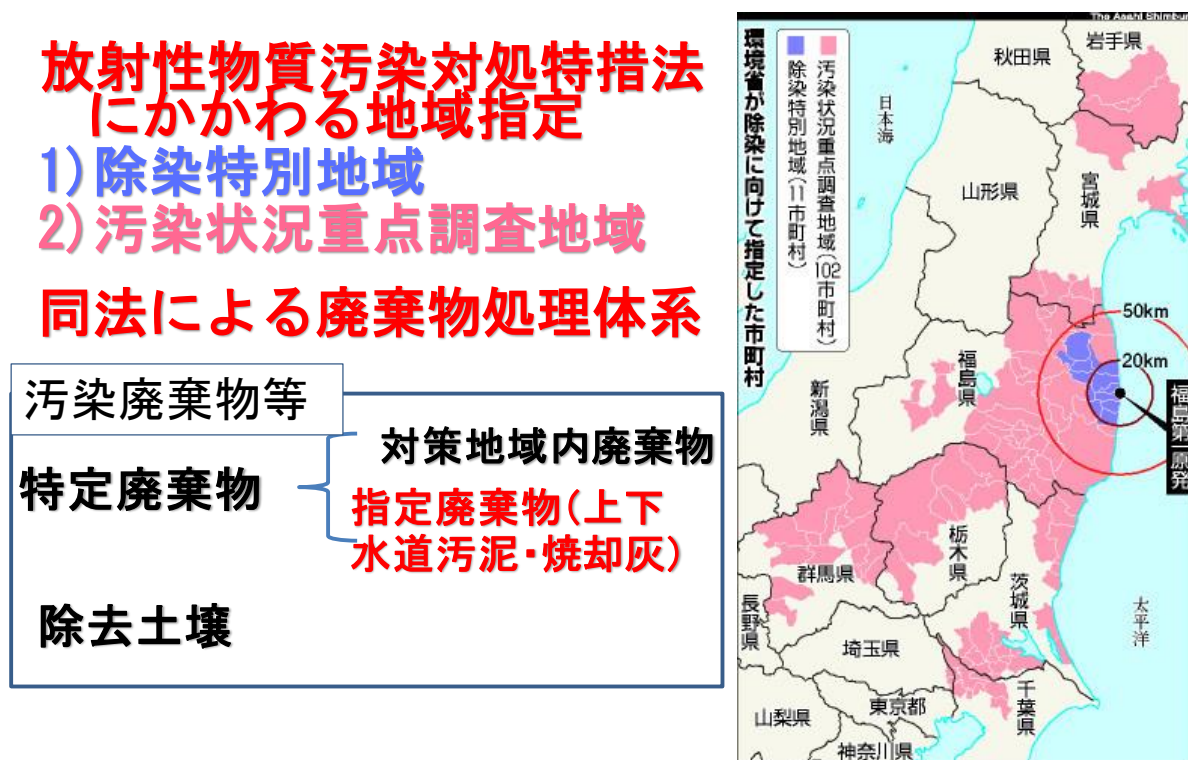 放射性物質汚染対処特措法
にかかわる地域指定
1)除染特別地域
2)汚染状況重点調査地域
同法による廃棄物処理体系
汚染廃棄物等
特定廃棄物
対策地域内廃棄物
指定廃棄物(上下
水道汚泥・焼却灰)
除去土壌
The Asahi Shimbun
環境省が除染に向けて指定した市町村
汚染状況重点調査地域(102市町村)
除染特別地域(11市町村)
秋田県
岩手県
日本海
山形県
宮城県
50km
20km
福島県
新潟県
福島第
原発
栃木県
群馬県
茨城県
長野県
太平洋
埼玉県
千葉県
東京都
山梨県
神奈川県